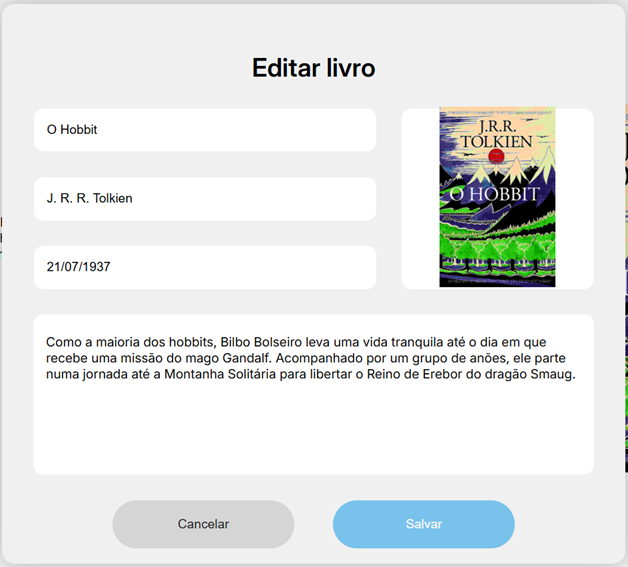 Editar livro
O Hobbit
J. R. R. Tolkien
21/07/1937
J.R.R.
TOLKIEN
O HOBBIT
Como a maioria dos hobbits, Bilbo Bolseiro leva uma vida tranquila até o dia em que
recebe uma missão do mago Gandalf. Acompanhado por um grupo de anões, ele parte
numa jornada até a Montanha Solitária para libertar o Reino de Erebor do dragão Smaug.
Cancelar
Salvar